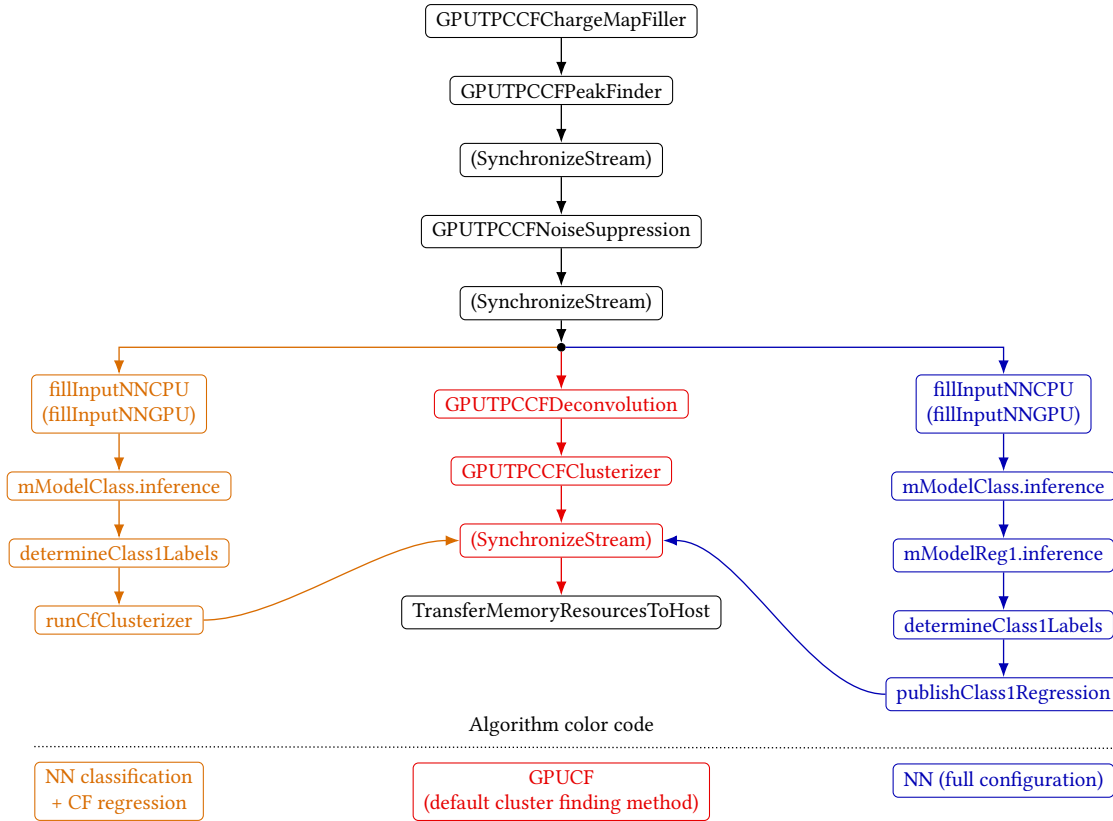 GPUTPCCFChargeMapFiller
GPUTPCCFPeakFinder
(SynchronizeStream)
GPUTPCCFNoiseSuppression
(SynchronizeStream)
fillInputNNCPU
(fillInputNNGPU)
mModelClass.inference
determineClass1Labels
runCfClusterizer
GPUTPCCFDeconvolution
GPUTPCCFClusterizer
(SynchronizeStream)
TransferMemoryResourcesToHost
fillInputNNCPU
(fillInputNNGPU)
mModelClass.inference
mModelReg1.inference
determineClass1Labels
publishClass1Regression
Algorithm color code
NN classification
+ CF regression
GPUCF
(default cluster finding method)
NN (full configuration)